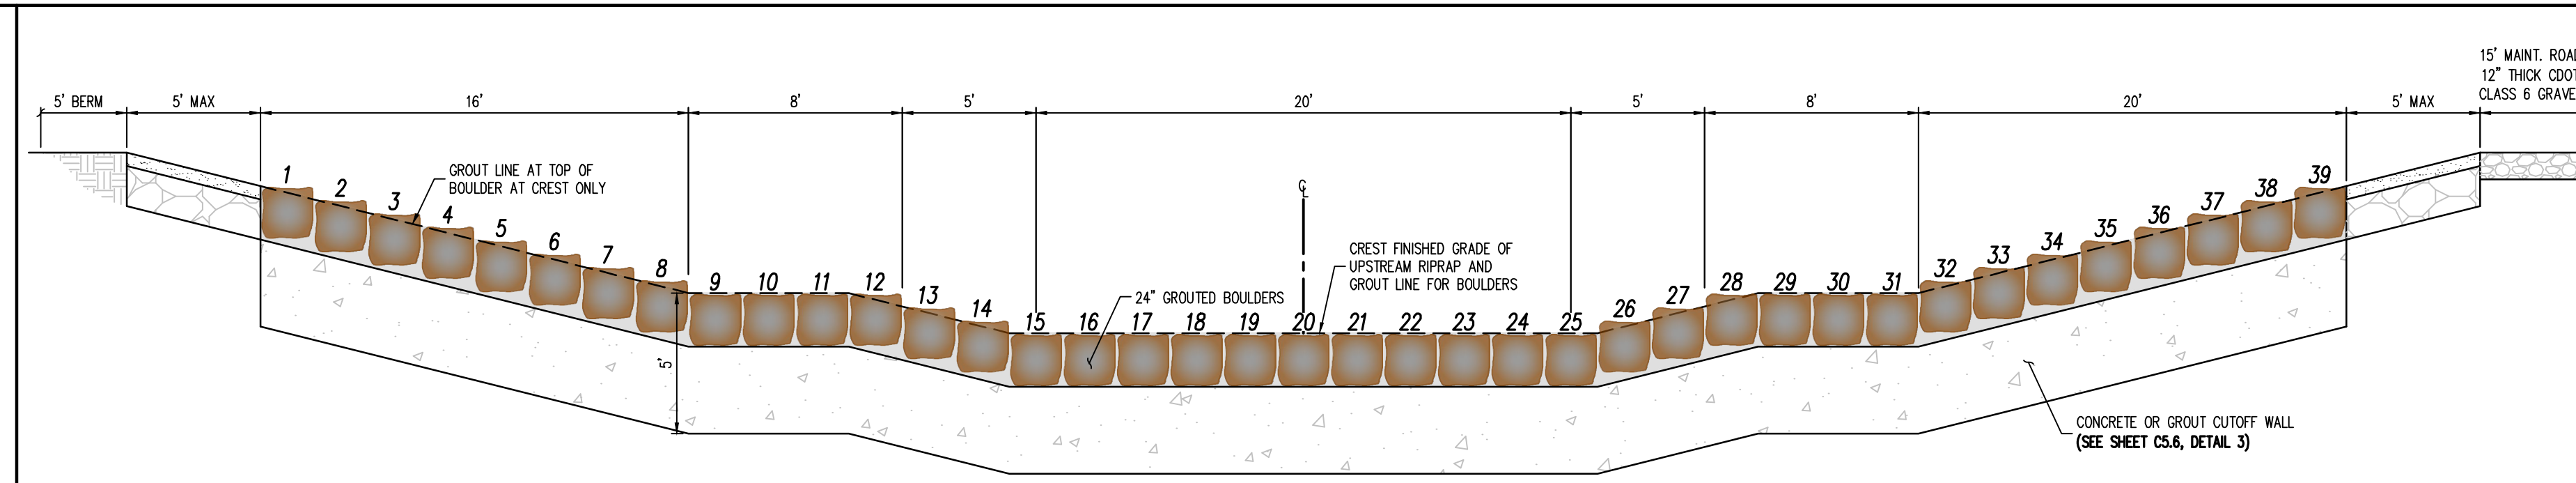 15' MAINT. ROAD
12" THICK CDOT
CLASS 6 GRAVE
5' BERM
5' MAX
16'
8'
5'
20'
5'
8'
20'
5' MAX
GROUT LINE AT TOP OF
BOULDER AT CREST ONLY
℄
CREST FINISHED GRADE OF
UPSTREAM RIPRAP AND
GROUT LINE FOR BOULDERS
24" GROUTED BOULDERS
1 2 3 4 5 6 7 8 9 10 11 12 13 14 15 16 17 18 19 20 21 22 23 24 25 26 27 28 29 30 31 32 33 34 35 36 37 38 39
5'
CONCRETE OR GROUT CUTOFF WALL
(SEE SHEET C5.6, DETAIL 3)